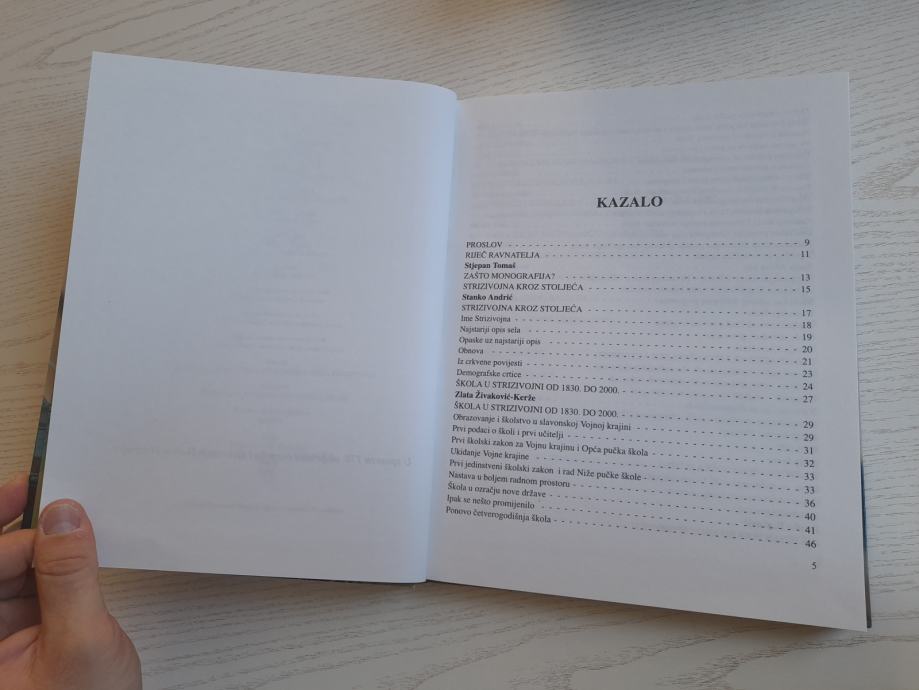 KAZALO
PROSLOV - - - 9
RIJEČ RAVNATELJA - - - 11
Stjepan Tomaš
ZAŠTO MONOGRAFIJA? - - - 13
STRIZIVOJNA KROZ STOLJEĆA - - - 15
Stanko Andrić
STRIZIVOJNA KROZ STOLJEĆA - - - 17
Ime Strizivojna - - - 18
Najstariji opis sela - - - 19
Opaske uz najstariji opis - - - 20
Obnova - - - 21
Iz crkvene povijesti - - - 23
Demografske crtice - - - 24
ŠKOLA U STRIZIVOJNI OD 1830. DO 2000. - - - 27
Zlata Živaković-Kerže
ŠKOLA U STRIZIVOJNI OD 1830. DO 2000. - - - 29
Obrazovanje i školstvo u slavonskoj Vojnoj krajini - - - 29
Prvi podaci o školi i prvi učitelji - - - 31
Prvi školski zakon za Vojnu krajinu i Opća pučka škola - - - 32
Ukidanje Vojne krajine - - - 33
Prvi jedinstveni školski zakon i rad Niže pučke škole - - - 33
Nastava u boljem radnom prostoru - - - 36
Škola u ozračju nove države - - - 40
Ipak se nešto promijenilo - - - 41
Ponovo četverogodišnja škola - - - 46
5